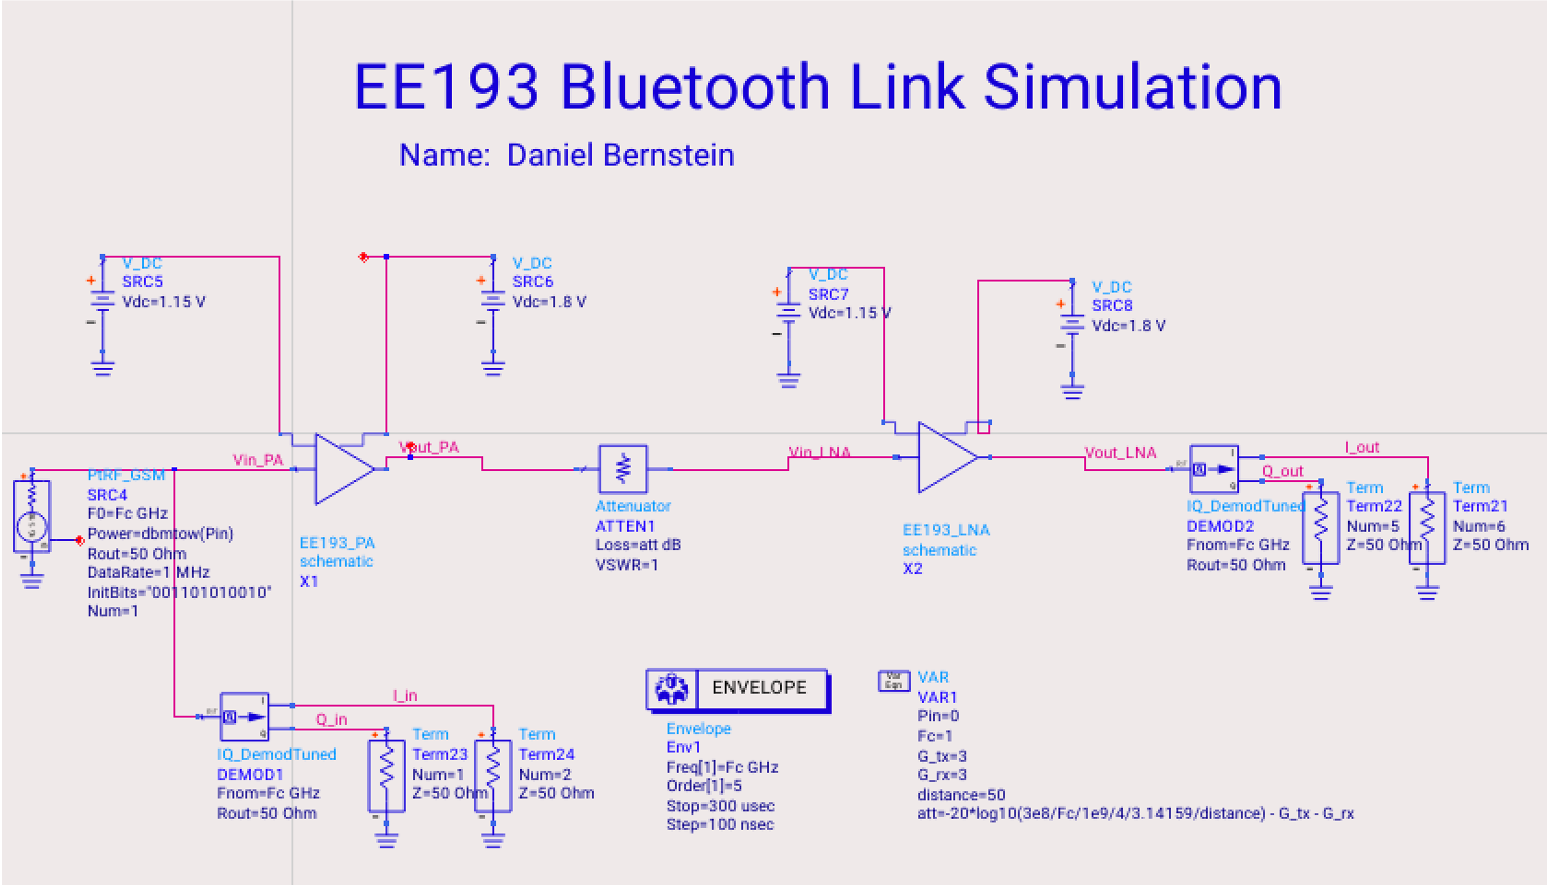 EE193 Bluetooth Link Simulation
Name: Daniel Bernstein
V_DC
SRC5
Vdc=1.15 V
V_DC
SRC6
Vdc=1.8 V
V_DC
SRC7
Vdc=1.15 V
V_DC
SRC8
Vdc=1.8 V
Vin_PA
Vout_PA
Vin_LNA
Vout_LNA
I_out
Q_out
PtRF_GSM
SRC4
F0=Fc GHz
Power=dbmtow(Pin)
Rout=50 Ohm
DataRate=1 MHz
InitBits="001101010010"
Num=1
EE193_PA
schematic
X1
Attenuator
ATTEN1
Loss=att dB
VSWR=1
EE193_LNA
schematic
X2
IQ_DemodTuned
DEMOD2
Fnom=Fc GHz
Rout=50 Ohm
Term
Term22
Num=5
Z=50 Ohm
Term
Term21
Num=6
Z=50 Ohm
I_in
Q_in
IQ_DemodTuned
DEMOD1
Fnom=Fc GHz
Rout=50 Ohm
Term
Term23
Num=1
Z=50 Ohm
Term
Term24
Num=2
Z=50 Ohm
ENVELOPE
Envelope
Env1
Freq[1]=Fc GHz
Order[1]=5
Stop=300 usec
Step=100 nsec
Var
Eqn
VAR
VAR1
Pin=0
Fc=1
G_tx=3
G_rx=3
distance=50
att=-20*log10(3e8/Fc/1e9/4/3.14159/distance) - G_tx - G_rx